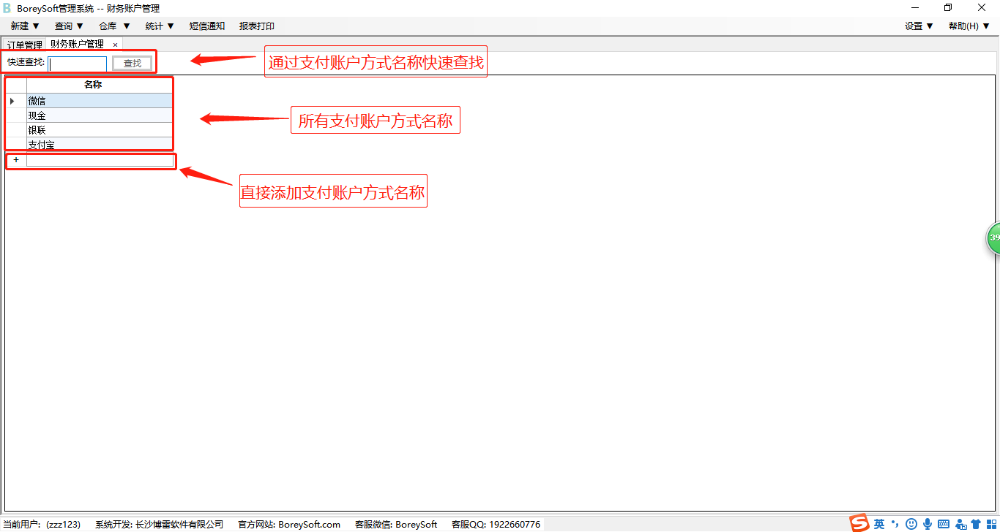 B BoreySoft管理系统 -- 财务账户管理
新建 ▼ 查询 ▼ 仓库 ▼ 统计 ▼ 短信通知 报表打印 设置 ▼ 帮助(H) ▼
订单管理 财务账户管理 ×
快速查找: 查找
通过支付账户方式名称快速查找
名称
微信
现金
所有支付账户方式名称
银联
支付宝
+
直接添加支付账户方式名称
39
当前用户: (zzz123) 系统开发: 长沙博雷软件有限公司 官方网站: BoreySoft.com 客服微信: BoreySoft 客服QQ: 1922660776
S 英
12